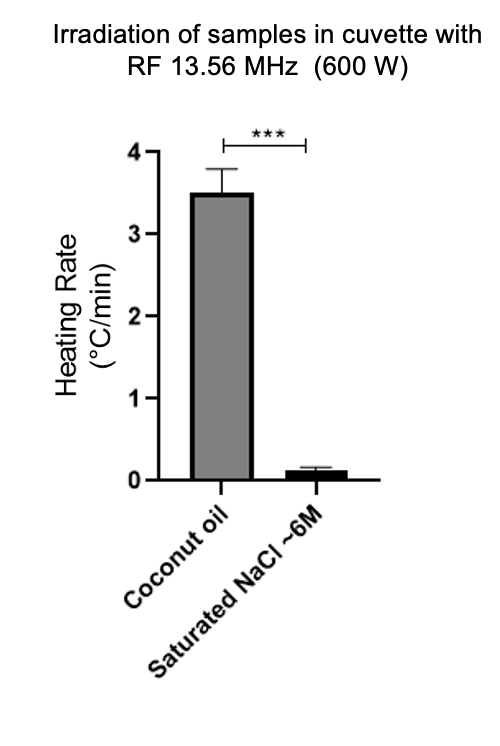 Irradiation of samples in cuvette with
RF 13.56 MHz  (600 W)
***
4
3
2
1
0
Heating Rate
(°C/min)
Coconut oil
Saturated NaCl ~6M